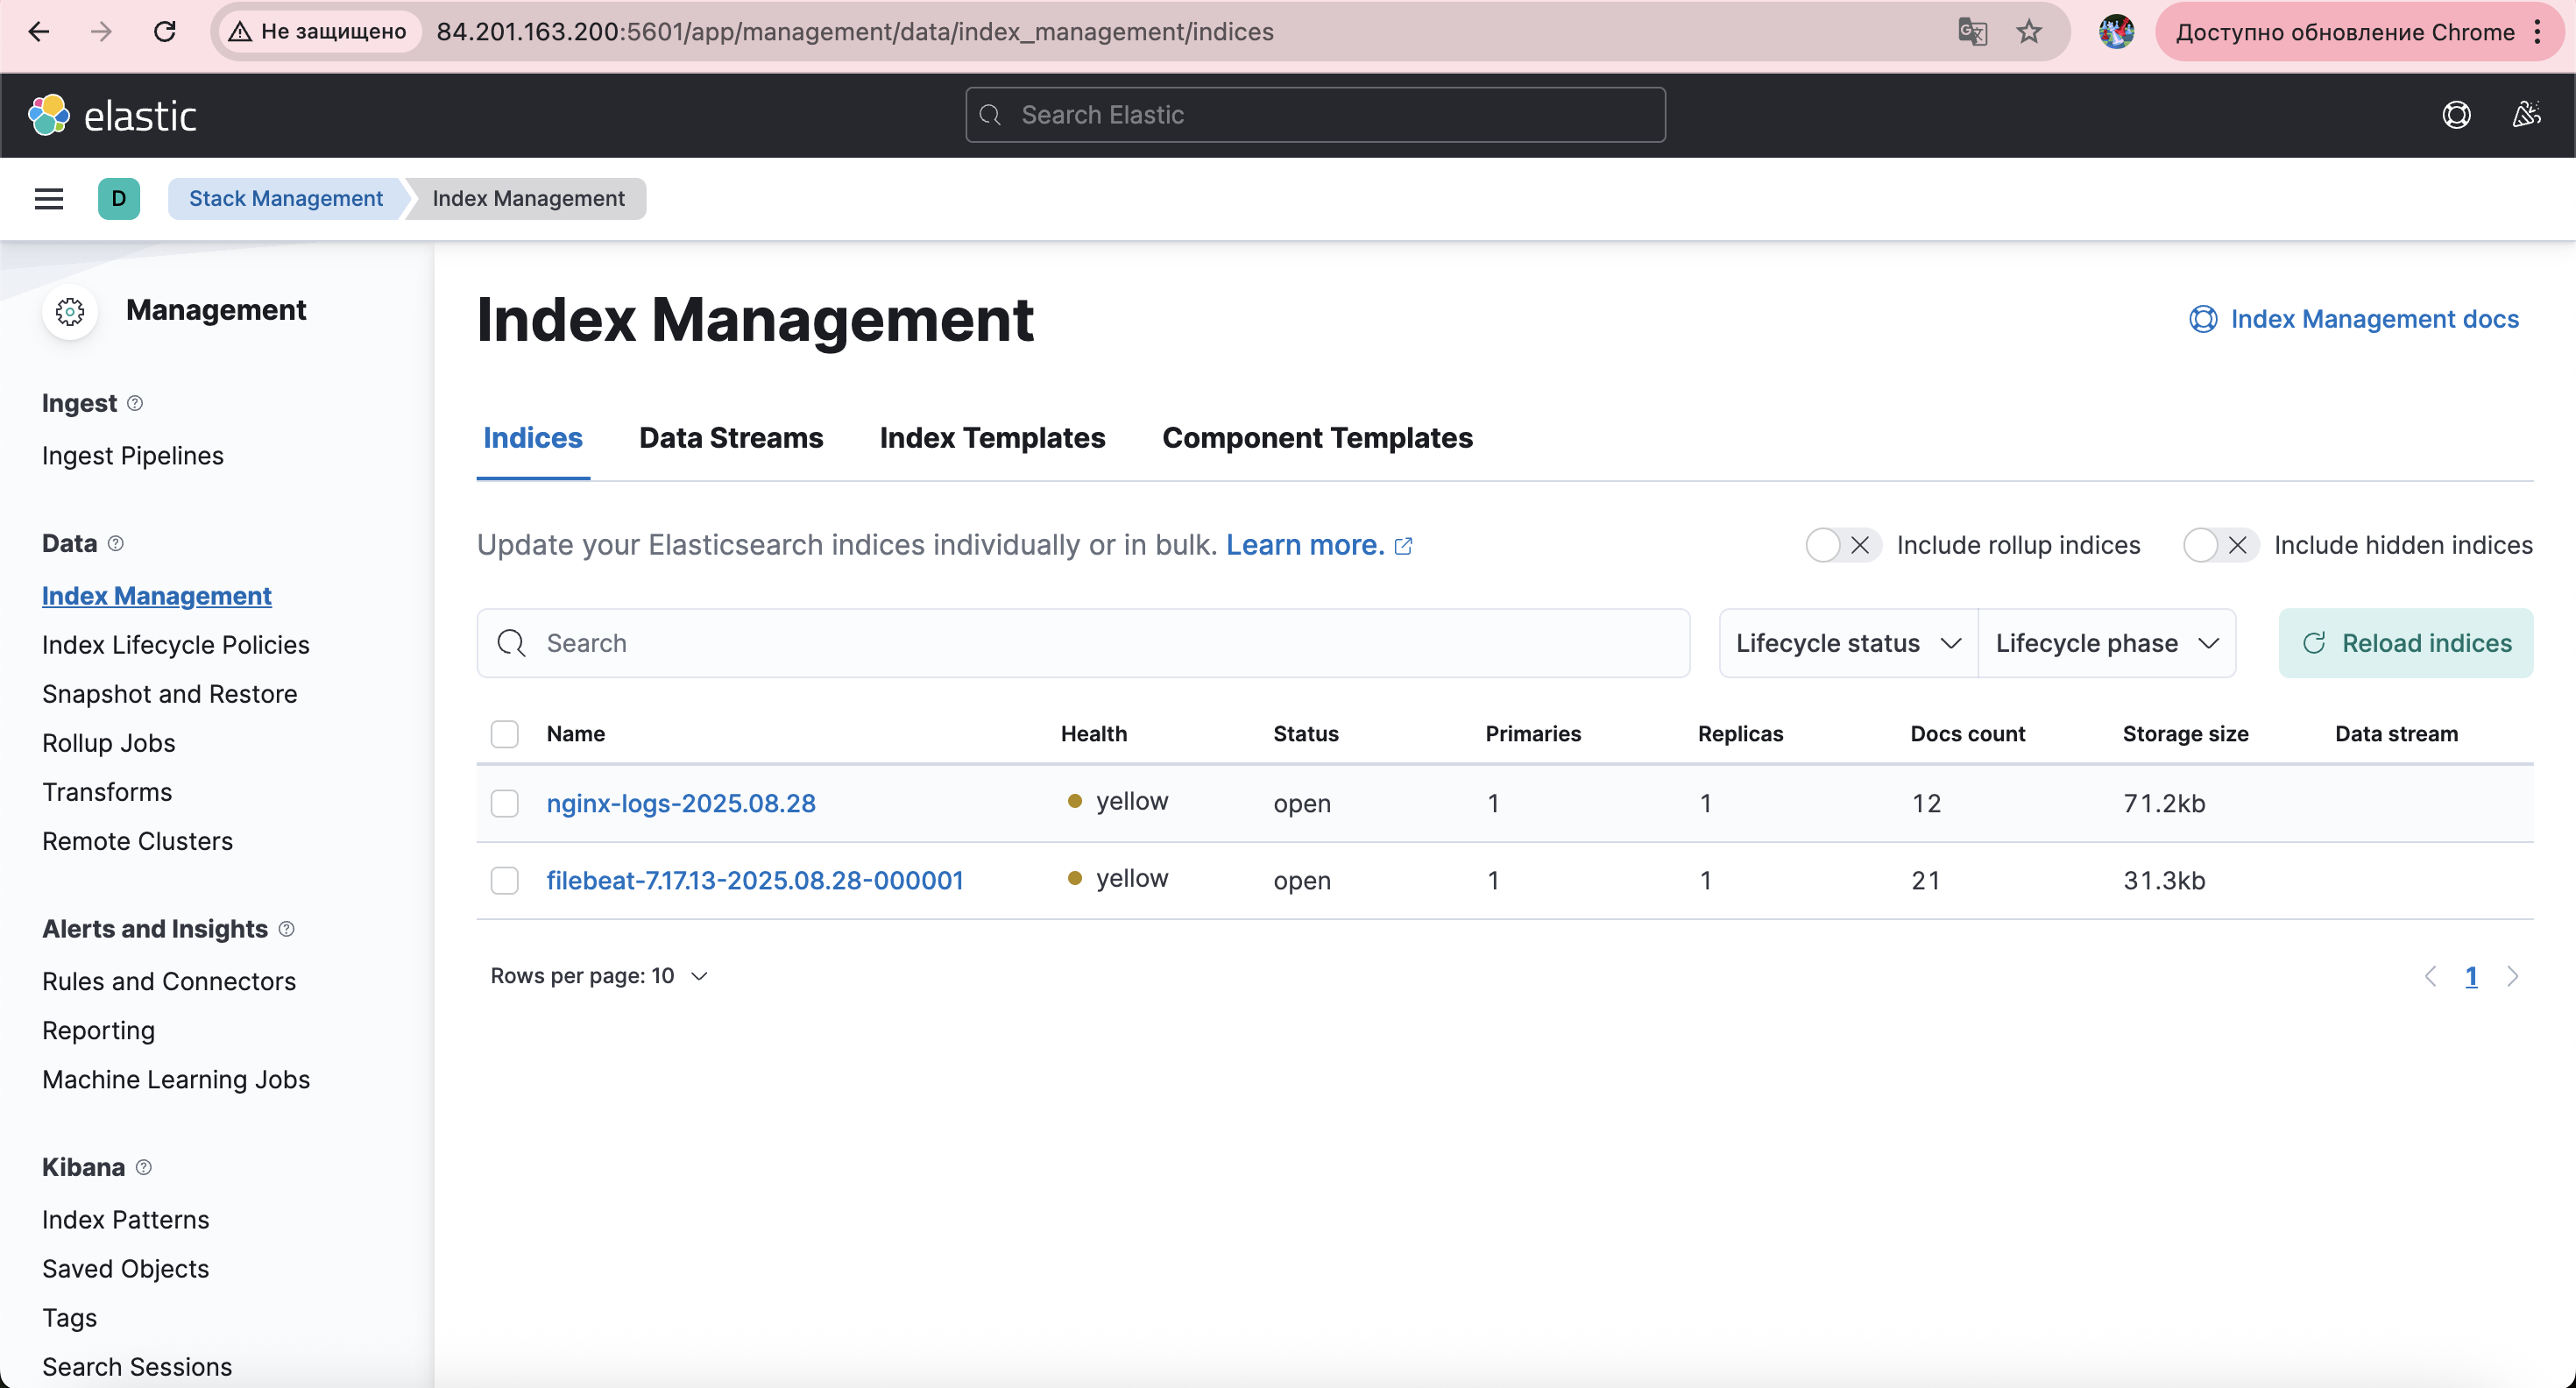 Не защищено
84.201.163.200:5601/app/management/data/index_management/indices
Доступно обновление Chrome
elastic
Search Elastic
D
Stack Management
Index Management
Management
Ingest
Ingest Pipelines
Data
Index Management
Index Lifecycle Policies
Snapshot and Restore
Rollup Jobs
Transforms
Remote Clusters
Alerts and Insights
Rules and Connectors
Reporting
Machine Learning Jobs
Kibana
Index Patterns
Saved Objects
Tags
Search Sessions
Index Management
Index Management docs
Indices Data Streams Index Templates Component Templates
Update your Elasticsearch indices individually or in bulk. Learn more.
Include rollup indices
Include hidden indices
Search
Lifecycle status
Lifecycle phase
Reload indices
Name Health Status Primaries Replicas Docs count Storage size Data stream
nginx-logs-2025.08.28 yellow open 1 1 12 71.2kb
filebeat-7.17.13-2025.08.28-000001 yellow open 1 1 21 31.3kb
Rows per page: 10
1